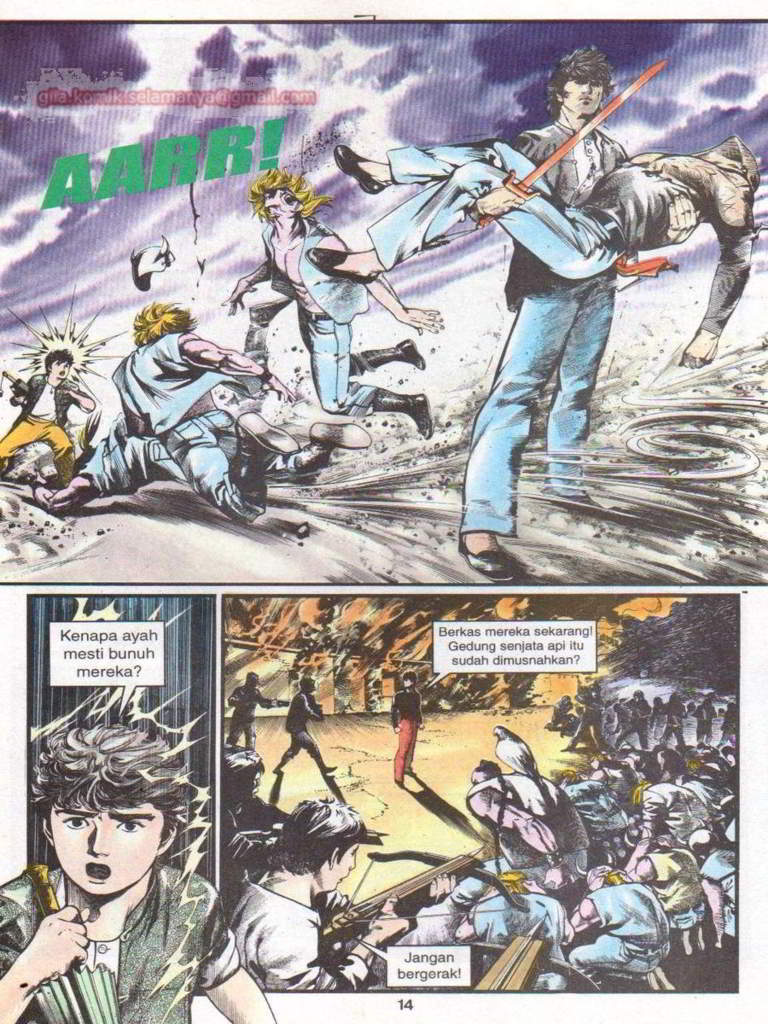 gila.komik.selamanya@gmail.com
AARR!
Kenapa ayah
mesti bunuh
mereka?
Berkas mereka sekarang!
Gedung senjata api itu
sudah dimusnahkan?
Jangan
bergerak!
14